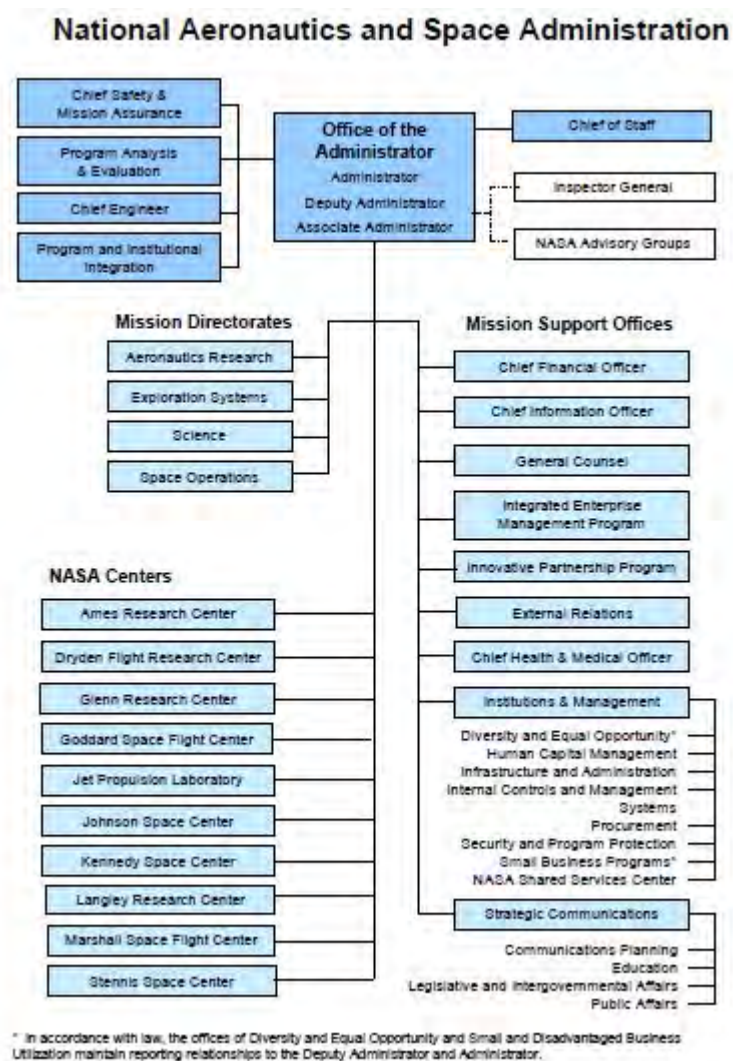 National Aeronautics and Space Administration
Chief Safety &
Mission Assurance
Program Analysis
& Evaluation
Chief Engineer
Program and Institutional
Integration
Office of the
Administrator
Administrator
Deputy Administrator
Associate Administrator
Chief of Staff
Inspector General
NASA Advisory Groups
Mission Directorates
Aeronautics Research
Exploration Systems
Science
Space Operations
Mission Support Offices
Chief Financial Officer
Chief Information Officer
General Counsel
Integrated Enterprise
Management Program
Innovative Partnership Program
External Relations
Chief Health & Medical Officer
Institutions & Management
Diversity and Equal Opportunity*
Human Capital Management
Infrastructure and Administration
Internal Controls and Management
Systems
Procurement
Security and Program Protection
Small Business Programs*
NASA Shared Services Center
Strategic Communications
Communications Planning
Education
Legislative and Intergovernmental Affairs
Public Affairs
NASA Centers
Ames Research Center
Dryden Flight Research Center
Glenn Research Center
Goddard Space Flight Center
Jet Propulsion Laboratory
Johnson Space Center
Kennedy Space Center
Langley Research Center
Marshall Space Flight Center
Stennis Space Center
* In accordance with law, the offices of Diversity and Equal Opportunity and Small and Disadvantaged Business
Utilization maintain reporting relationships to the Deputy Administrator and Administrator.